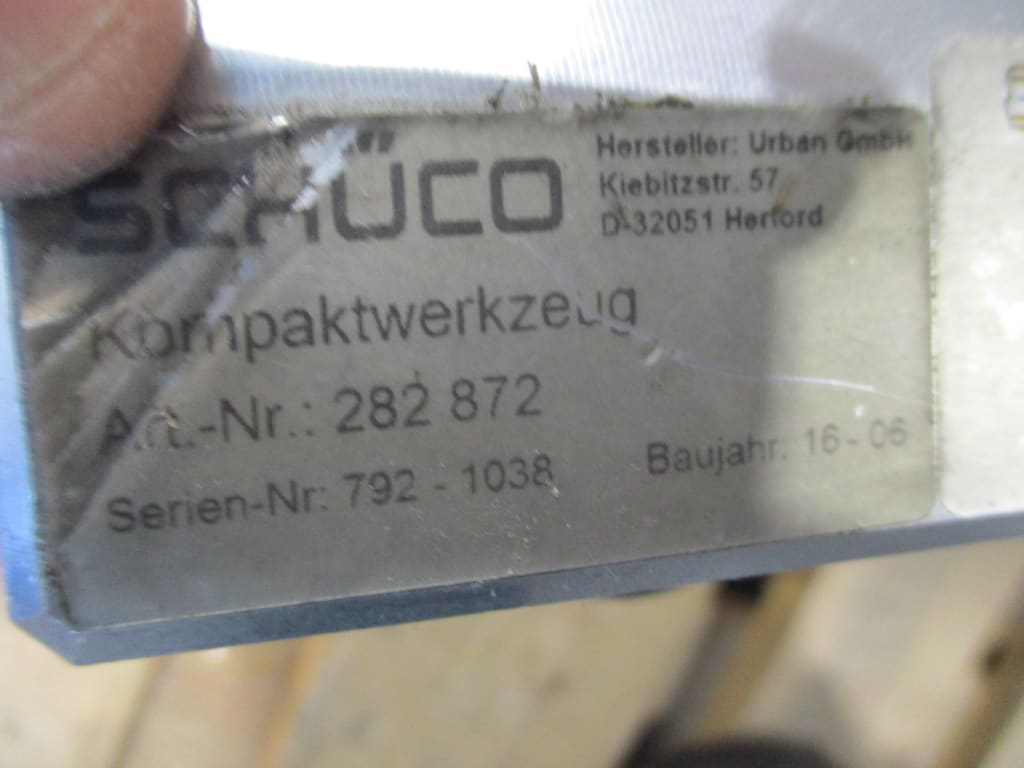 SCHÜCO
Hersteller: Urban GmbH
Kiebitzstr. 57
D-32051 Herford
Kompaktwerkzeug
Art.-Nr.: 282 872
Serien-Nr: 792 - 1038
Baujahr: 16 - 06